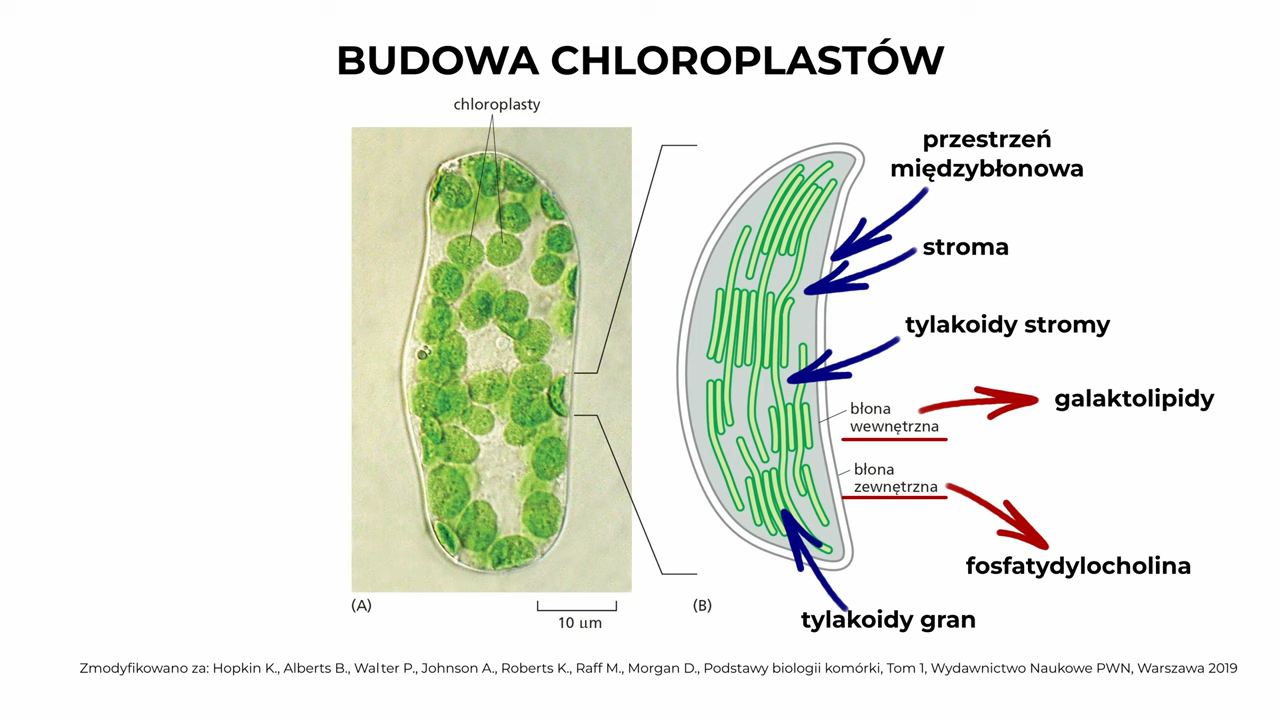 BUDOWA CHLOROPLASTÓW
chloroplasty
przestrzeń
międzybłonowa
stroma
tylakoidy stromy
błona
wewnętrzna
galaktolipidy
błona
zewnętrzna
fosfatydylocholina
(A)
10 um
(B)
tylakoidy gran
Zmodyfikowano za: Hopkin K., Alberts B., Walter P., Johnson A., Roberts K., Raff M., Morgan D., Podstawy biologii komórki, Tom 1, Wydawnictwo Naukowe PWN, Warszawa 2019